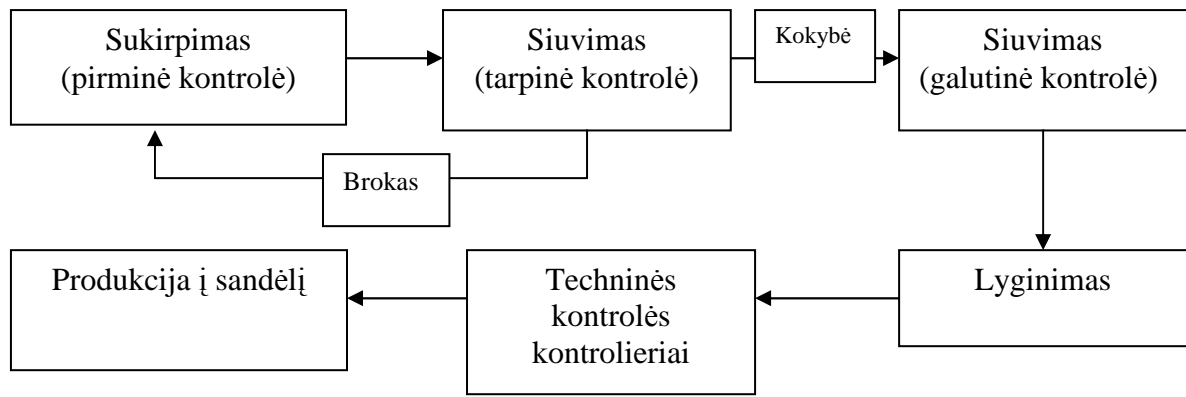 Sukirpimas
(pirminė kontrolė)
Siuvimas
(tarpinė kontrolė)
Kokybė
Siuvimas
(galutinė kontrolė)
Brokas
Produkcija į sandėlį
Techninės
kontrolės
kontrolieriai
Lyginimas